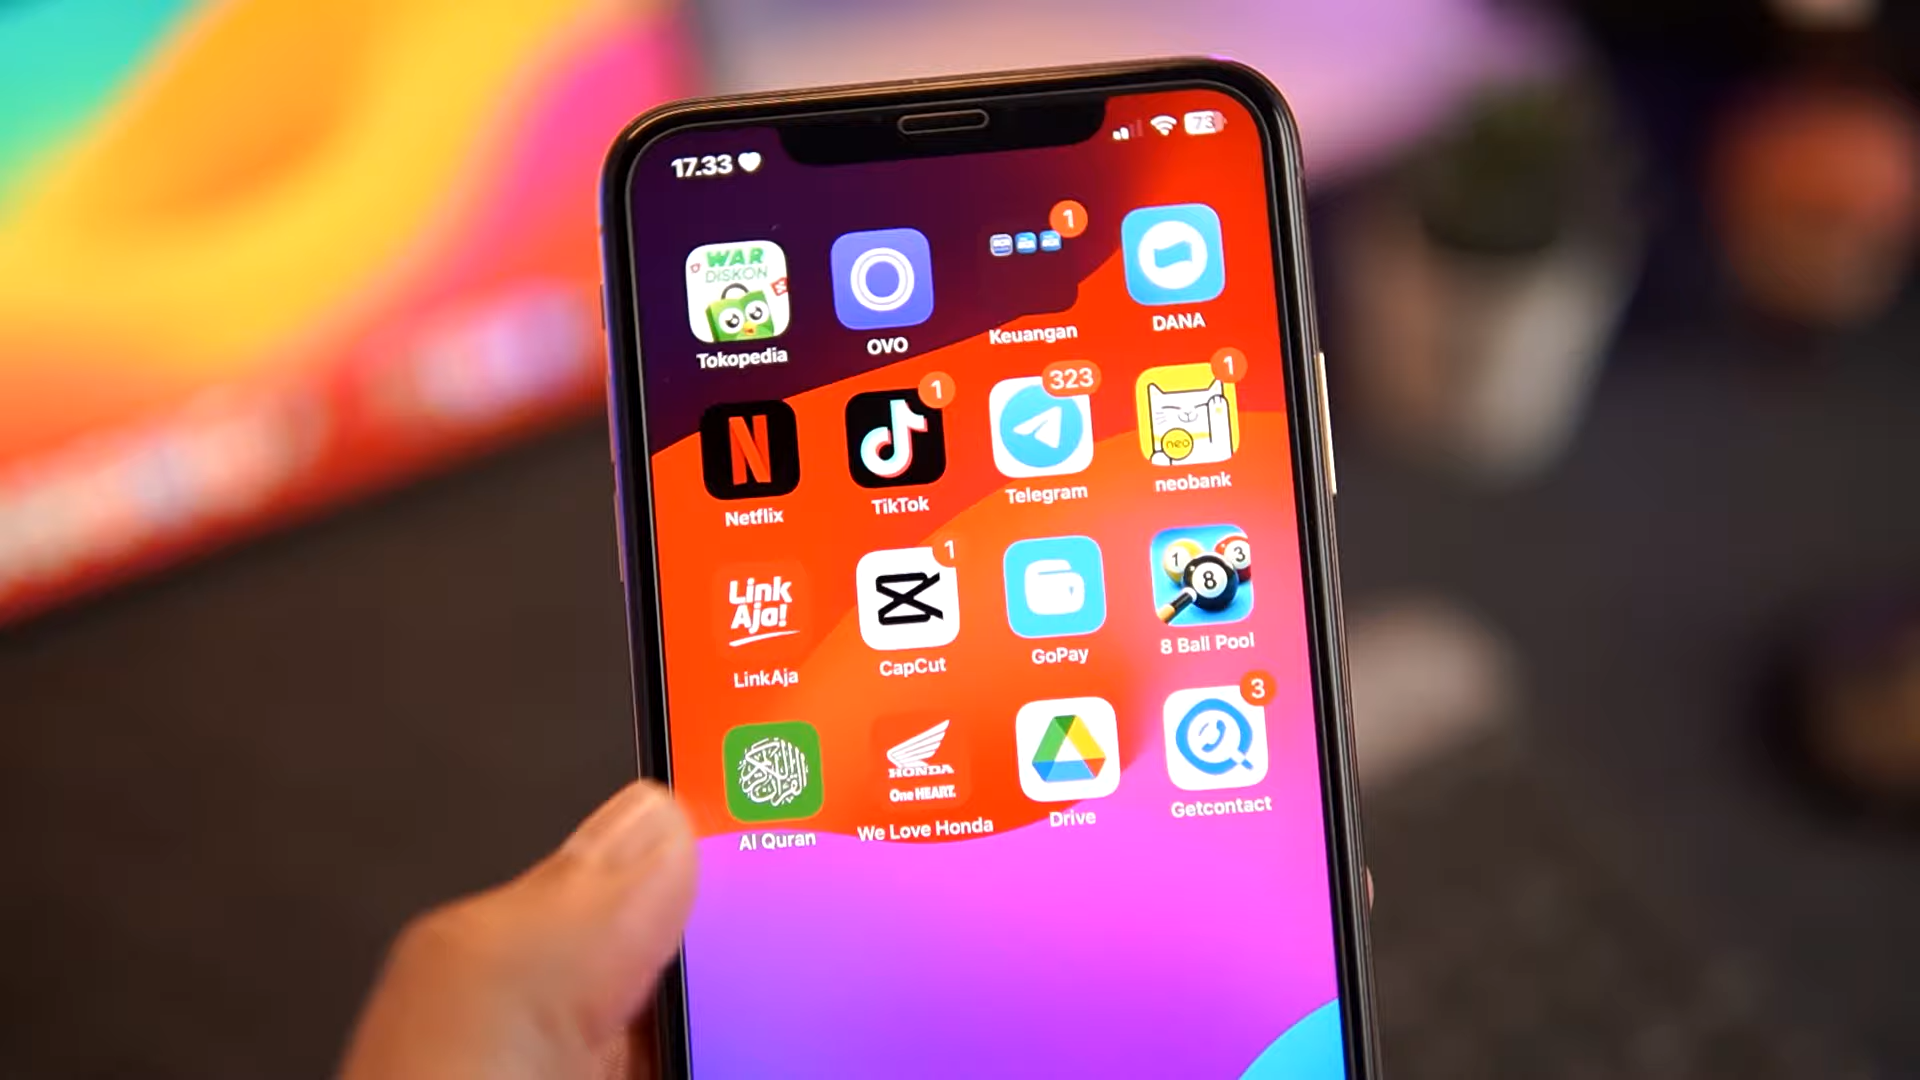 17.33
73
WAR
DISKON
Tokopedia
OVO
1
Keuangan
DANA
N
Netflix
1
TikTok
323
Telegram
1
neo
neobank
Link
Aja!
LinkAja
1
CapCut
GoPay
1
3
8
8 Ball Pool
Al Quran
HONDA
One HEART.
We Love Honda
Drive
3
Getcontact